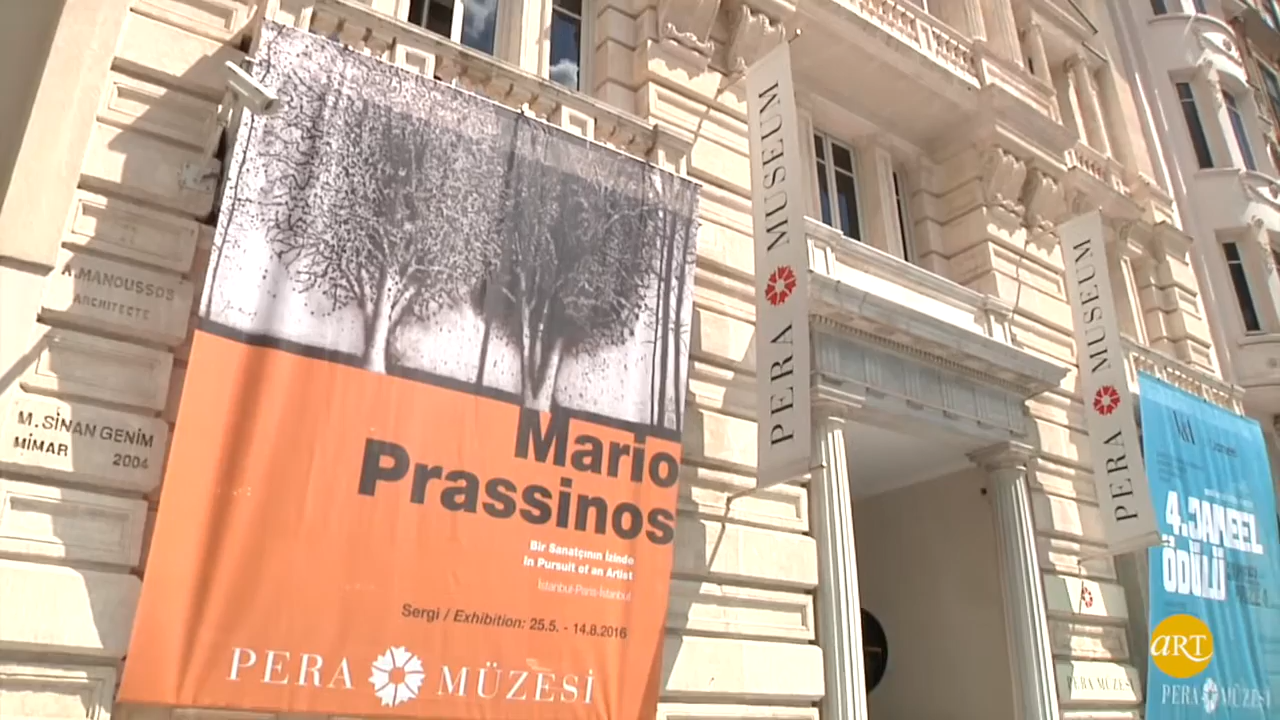 A. MANOUSSOS
ARCHITECTE
M. SİNAN GENİM
MİMAR 2004
Mario
Prassinos
Bir Sanatçının İzinde
In Pursuit of an Artist
İstanbul-Paris-İstanbul
Sergi / Exhibition: 25.5. - 14.8.2016
PERA MÜZESİ
PERA MUSEUM
PERA MUSEUM
4.
ÖDÜLÜ
PERA MÜZESİ
PERA MÜZESİ
art